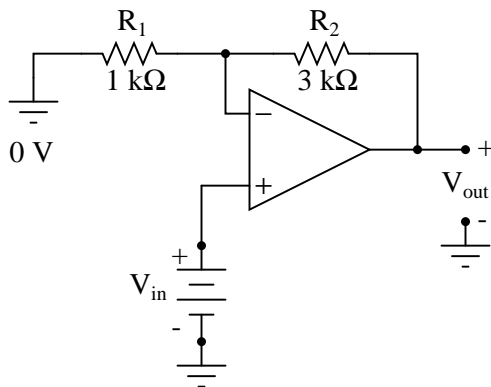 R1 R2
1 kΩ 3 kΩ
−
0 V
+ +
Vout
+
Vin
-
-